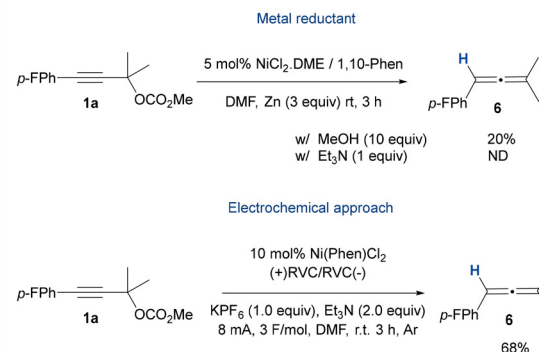 Metal reductant
5 mol% NiCl2.DME / 1,10-Phen
p-FPh
1a
OCO2Me
DMF, Zn (3 equiv) rt, 3 h
H
p-FPh
6
w/ MeOH (10 equiv) 20%
w/ Et3N (1 equiv) ND
Electrochemical approach
10 mol% Ni(Phen)Cl2
(+)RVC/RVC(-)
p-FPh
1a
OCO2Me
KPF6 (1.0 equiv), Et3N (2.0 equiv)
8 mA, 3 F/mol, DMF, r.t. 3 h, Ar
H
p-FPh
6
68%